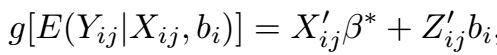 g[E(Y_{ij}|X_{ij}, b_i)] = X'_{ij}β* + Z'_{ij}b_i,